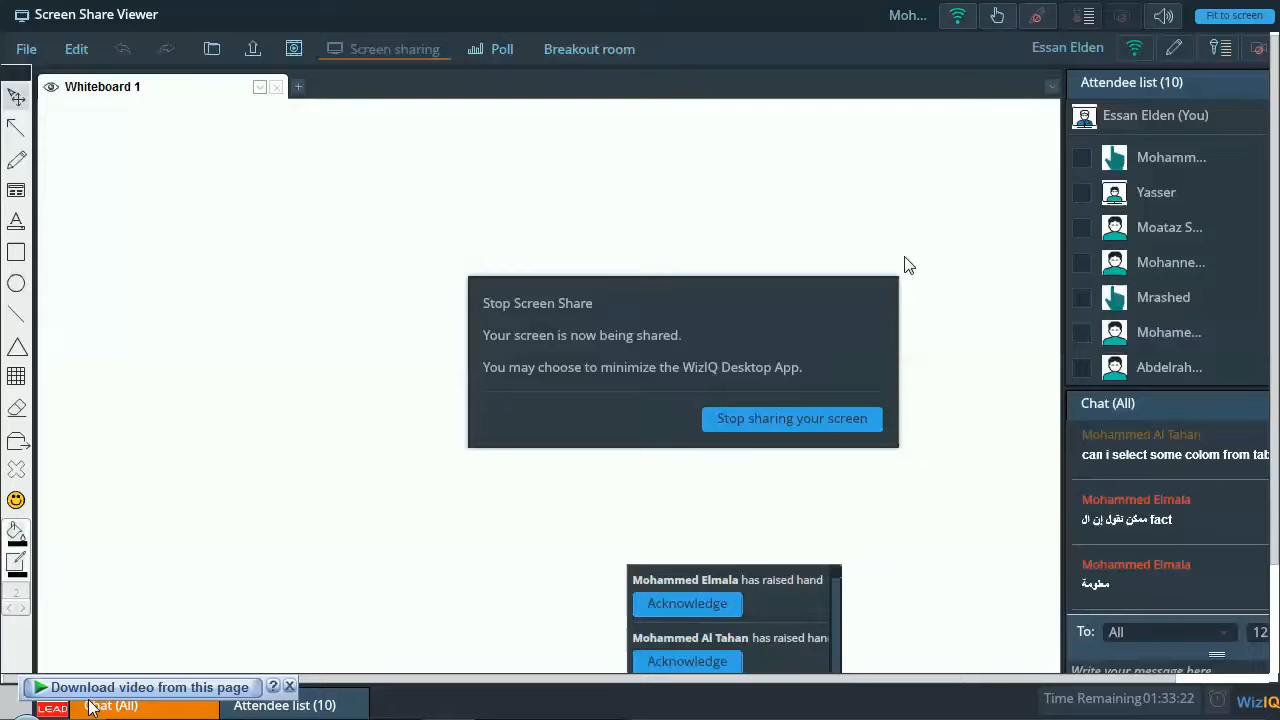 Screen Share Viewer
Moh...
Fit to screen
File Edit Screen sharing Poll Breakout room
Essan Elden
Whiteboard 1
Attendee list (10)
Essan Elden (You)
Mohamm...
Yasser
Moataz S...
Mohanne...
Mrashed
Mohame...
Abdelrah...
Stop Screen Share
Your screen is now being shared.
You may choose to minimize the WizIQ Desktop App.
Stop sharing your screen
Chat (All)
Mohammed Al Tahan
can i select some colom from tab
Mohammed Elmala
ممكن نقول إن ال fact
Mohammed Elmala
معلومة
Mohammed Elmala has raised hand
Acknowledge
Mohammed Al Tahan has raised han
Acknowledge
To: All 12
Write your message here
2
Download video from this page ?
LEAD Chat (All) Attendee list (10)
Time Remaining 01:33:22
WizIQ